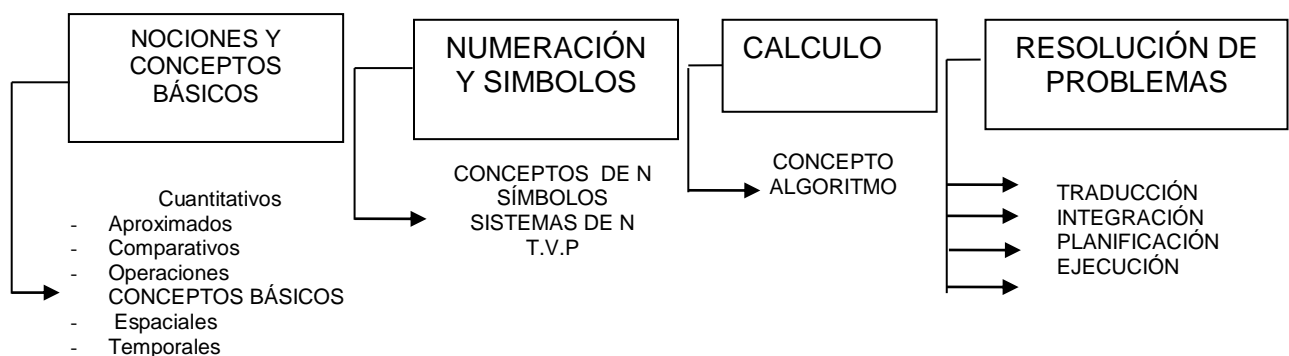 NOCIONES Y
CONCEPTOS
BÁSICOS
Cuantitativos
- Aproximados
- Comparativos
- Operaciones
CONCEPTOS BÁSICOS
- Espaciales
- Temporales
NUMERACIÓN
Y SIMBOLOS
CONCEPTOS DE N
SÍMBOLOS
SISTEMAS DE N
T.V.P
CALCULO
CONCEPTO
ALGORITMO
RESOLUCIÓN DE
PROBLEMAS
TRADUCCIÓN
INTEGRACIÓN
PLANIFICACIÓN
EJECUCIÓN